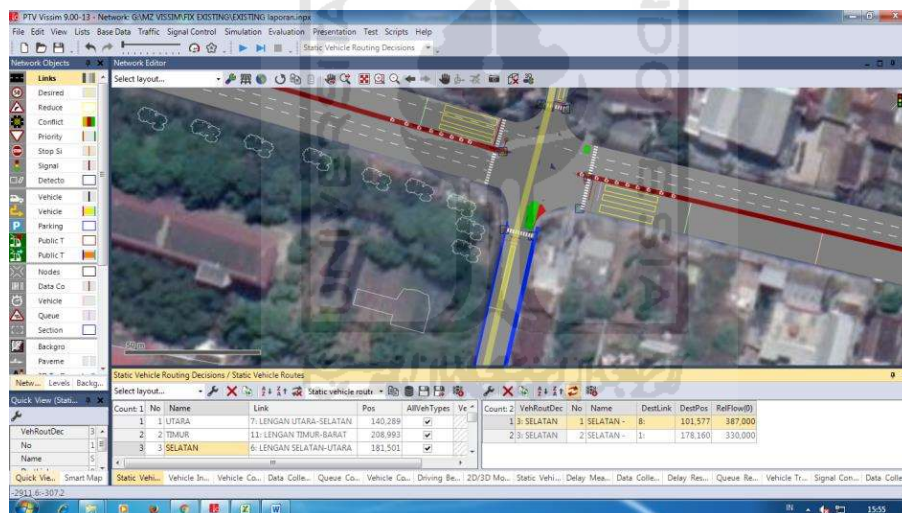 PTV Vissim 9.00-13 - Network: G:\MZ VISSIM\FIX EXISTING\EXISTING laporan.inpx
File Edit View Lists Base Data Traffic Signal Control Simulation Evaluation Presentation Test Scripts Help
Static Vehicle Routing Decisions
Network Objects
Network Editor
Select layout...
Links
Desired
Reduce
Conflict
Priority
Stop Si
Signal
Detecto
Vehicle
Vehicle
Parking
Public T
Public T
Nodes
Data Co
Vehicle
Queue
Section
Backgro
Paveme
50 m
Netw... Levels Backg...
Quick View (Stati...
VehRoutDec 3
No 1
Name S
Quick Vie... Smart Map
Static Vehicle Routing Decisions / Static Vehicle Routes
Select layout... Static vehicle route
Count: 1 No Name Link Pos AllVehTypes Ve
1 1 UTARA 7: LENGAN UTARA-SELATAN 140,289
2 2 TIMUR 11: LENGAN TIMUR-BARAT 208,993
3 3 SELATAN 6: LENGAN SELATAN-UTARA 181,501
Count: 2 VehRoutDec No Name DestLink DestPos RelFlow(0)
1 3: SELATAN 1 SELATAN - 8: 101,577 387,000
2 3: SELATAN 2 SELATAN - 1: 178,160 330,000
Static Vehi... Vehicle In... Vehicle Co... Data Colle... Queue Co... Vehicle Ca... Driving Be... 2D/3D Mo... Static Vehi... Delay Mea... Data Colle... Delay Res... Queue Re... Vehicle Tr... Signal Con... Data Colle
-2911.6:-307.2
IN 15:55